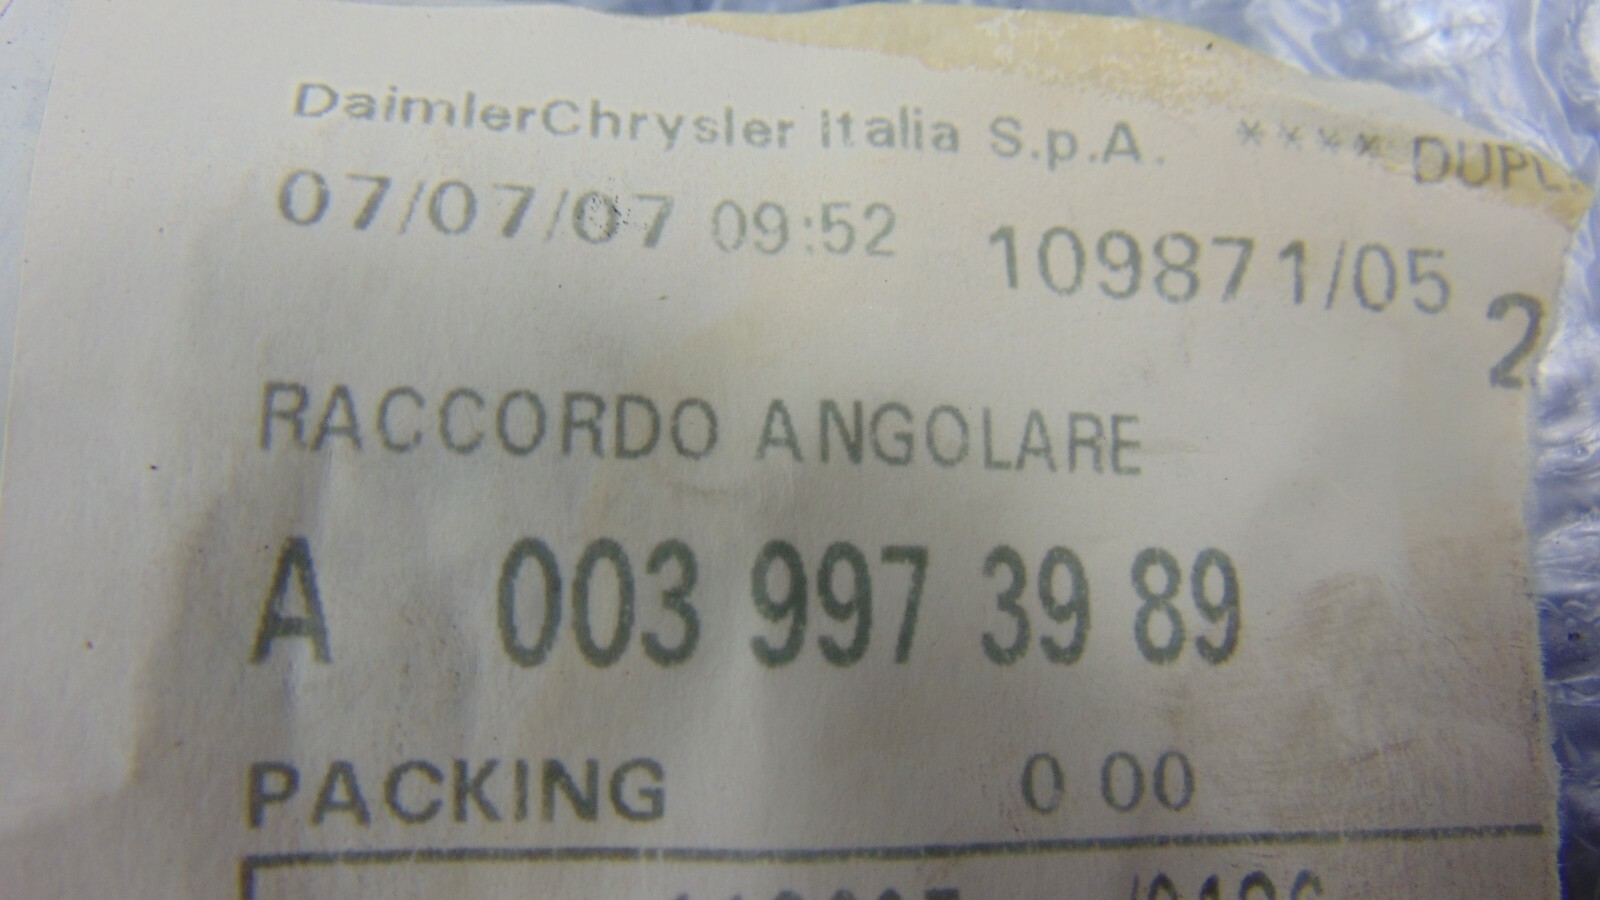 DaimlerChrysler Italia S.p.A. **** DUPL
07/07/07 09:52 109871/05
2
RACCORDO ANGOLARE
A 003 997 39 89
PACKING 0 00